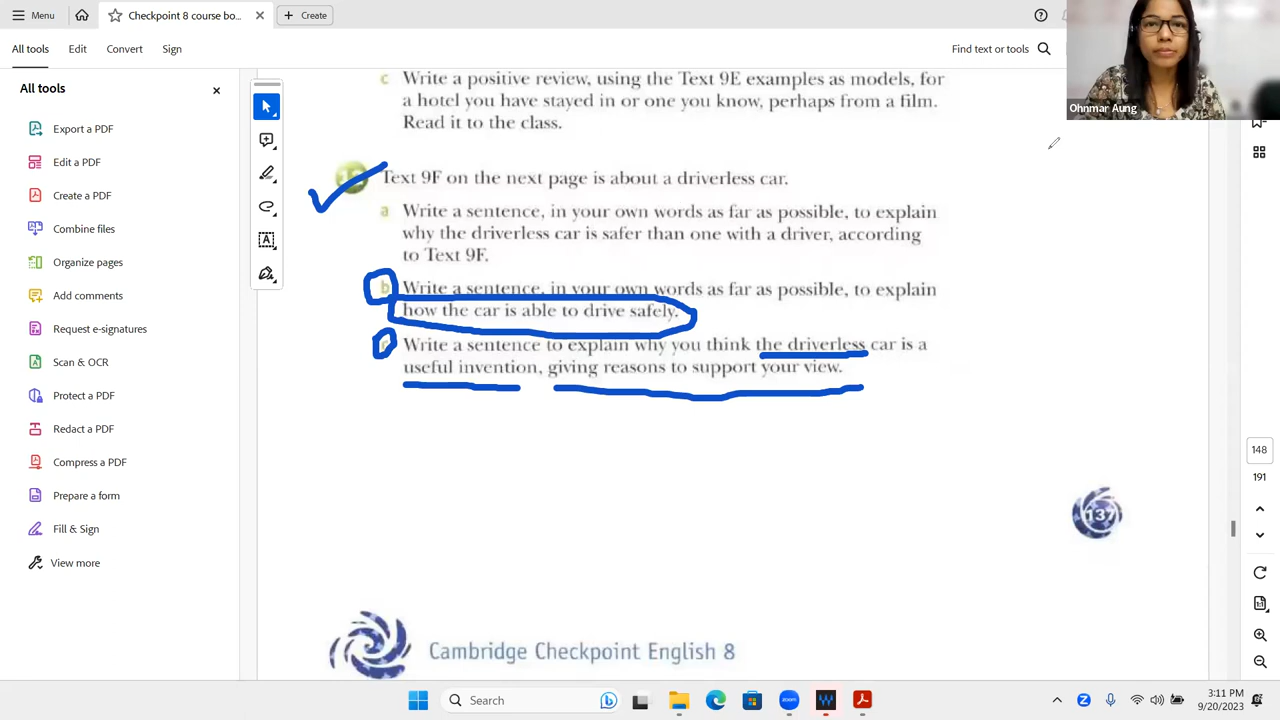 Menu
Checkpoint 8 course bo...
Create
All tools
Edit
Convert
Sign
Find text or tools
Ohnmar Aung
All tools
Export a PDF
Edit a PDF
Create a PDF
Combine files
Organize pages
Add comments
Request e-signatures
Scan & OCR
Protect a PDF
Redact a PDF
Compress a PDF
Prepare a form
Fill & Sign
View more
c Write a positive review, using the Text 9E examples as models, for
a hotel you have stayed in or one you know, perhaps from a film.
Read it to the class.
Text 9F on the next page is about a driverless car.
a Write a sentence, in your own words as far as possible, to explain
why the driverless car is safer than one with a driver, according
to Text 9F.
b Write a sentence, in your own words as far as possible, to explain
how the car is able to drive safely.
c Write a sentence to explain why you think the driverless car is a
useful invention, giving reasons to support your view.
137
Cambridge Checkpoint English 8
148
191
Search
zoom
3:11 PM
9/20/2023